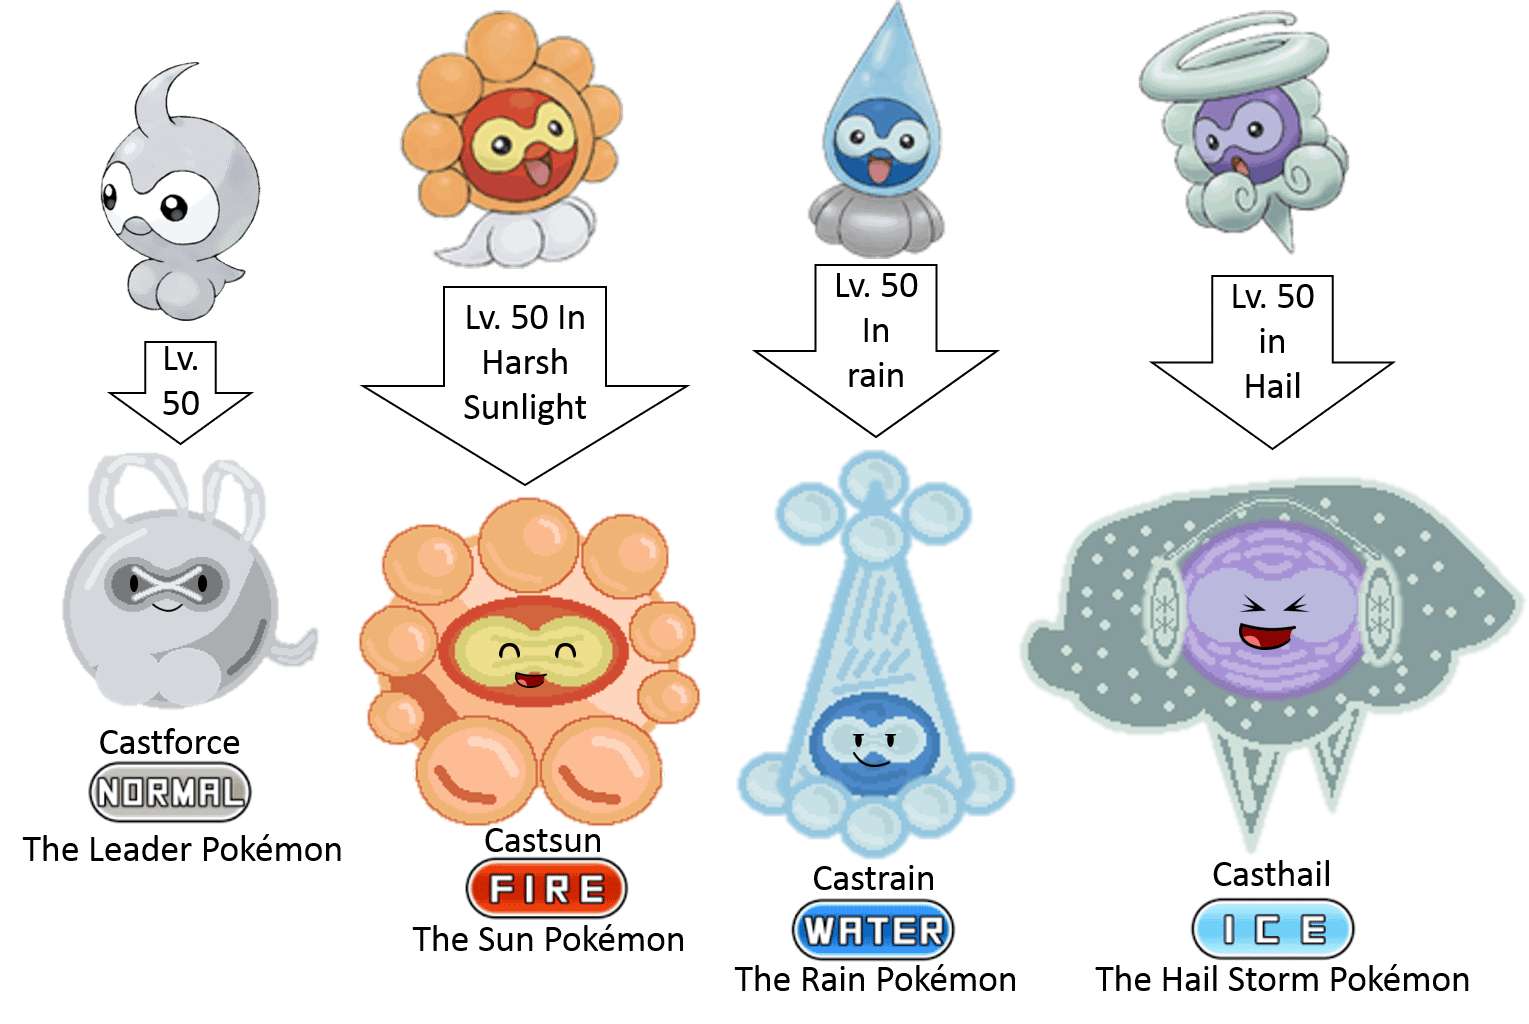 Lv.
50
Lv. 50 In
Harsh
Sunlight
Lv. 50
In
rain
Lv. 50
in
Hail
Castforce
NORMAL
The Leader Pokémon
Castsun
FIRE
The Sun Pokémon
Castrain
WATER
The Rain Pokémon
Casthail
ICE
The Hail Storm Pokémon